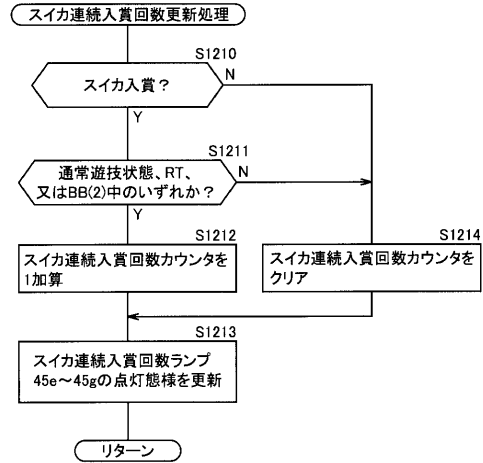 スイカ連続入賞回数更新処理
S1210
スイカ入賞？
N
Y
S1211
通常遊技状態、RT、
又はBB(2)中のいずれか？
N
Y
S1212
スイカ連続入賞回数カウンタを
1加算
S1214
スイカ連続入賞回数カウンタを
クリア
S1213
スイカ連続入賞回数ランプ
45e～45gの点灯態様を更新
リターン